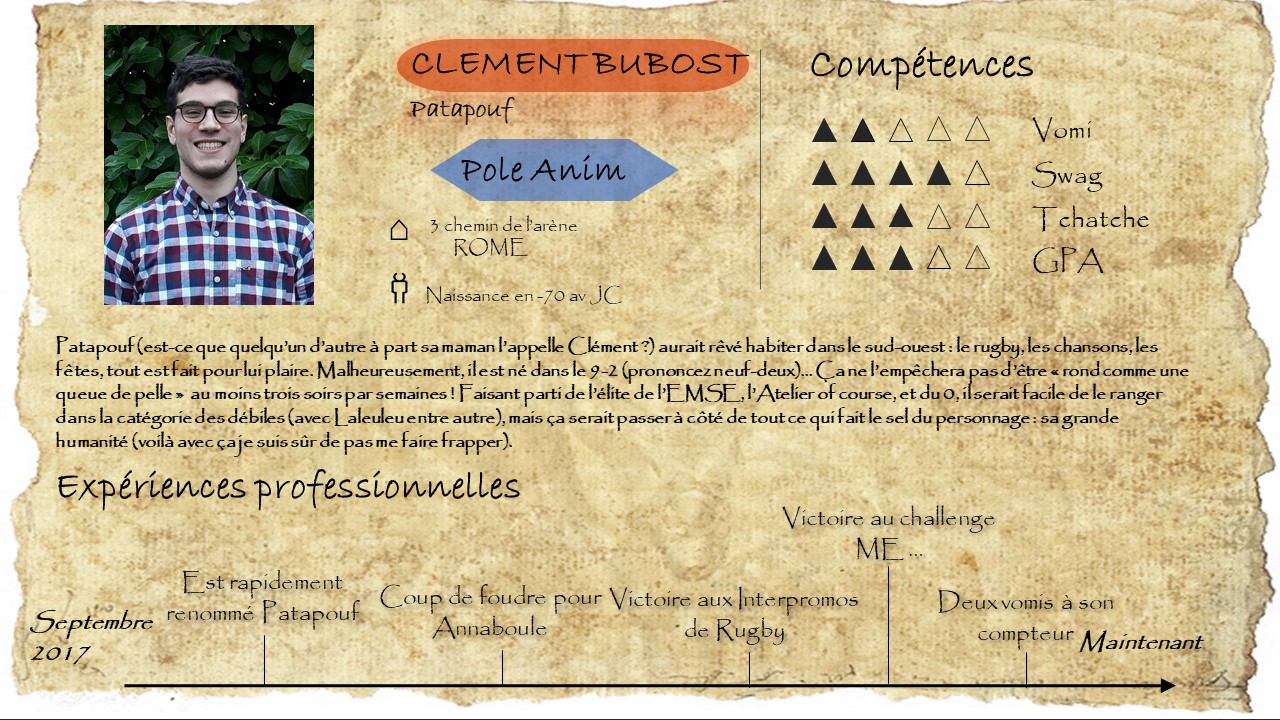 CLEMENT BUBOST
Patapouf
Pole Anim
3 chemin de l'arène
ROME
Naissance en -70 av JC
Compétences
Vomi
Swag
Tchatche
GPA
Patapouf (est-ce que quelqu'un d'autre à part sa maman l'appelle Clément ?) aurait rêvé habiter dans le sud-ouest : le rugby, les chansons, les
fêtes, tout est fait pour lui plaire. Malheureusement, il est né dans le 9-2 (prononcez neuf-deux)... Ça ne l'empêchera pas d'être « rond comme une
queue de pelle » au moins trois soirs par semaines ! Faisant parti de l'élite de l'EMSE, l'Atelier of course, et du 0, il serait facile de le ranger
dans la catégorie des débiles (avec Laleuleu entre autre), mais ça serait passer à côté de tout ce qui fait le sel du personnage : sa grande
humanité (voilà avec ça je suis sûr de pas me faire frapper).
Expériences professionnelles
Septembre
2017
Est rapidement
renommé Patapouf
Coup de foudre pour
Annaboule
Victoire aux Interpromos
de Rugby
Victoire au challenge
ME ...
Deux vomis à son
compteur
Maintenant